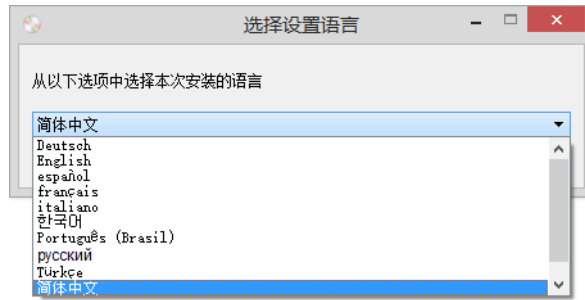 选择设置语言
从以下选项中选择本次安装的语言
简体中文
Deutsch
English
español
français
italiano
한국어
Português (Brasil)
русский
Türkçe
简体中文